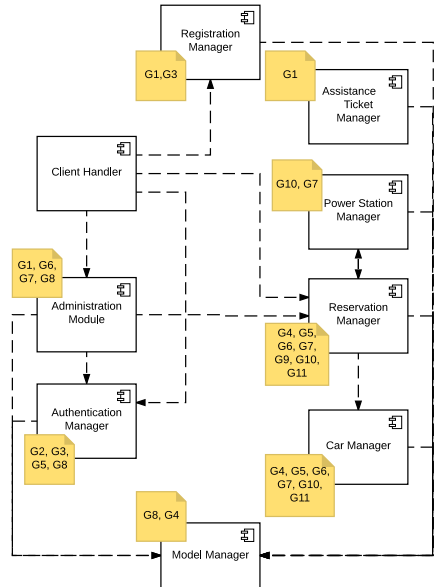 Registration
Manager
G1,G3
G1
Assistance
Ticket
Manager
Client Handler
G10, G7
Power Station
Manager
G1, G6,
G7, G8
Administration
Module
Reservation
Manager
G4, G5,
G6, G7,
G9, G10,
G11
Authentication
Manager
G2, G3,
G5, G8
Car Manager
G4, G5, G6,
G7, G10,
G11
G8, G4
Model Manager